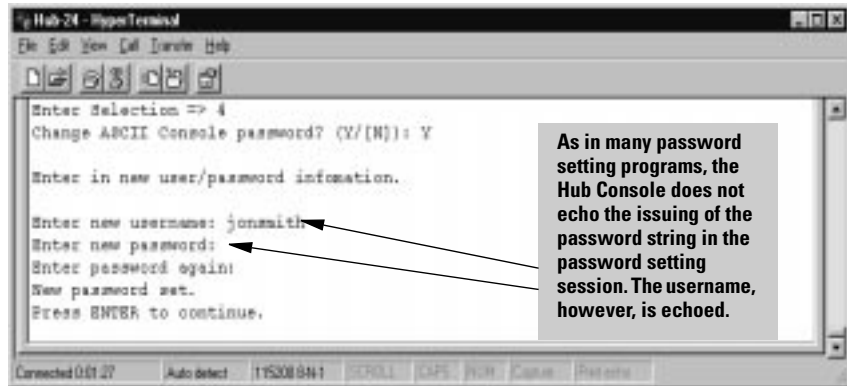 Hub-24 - HyperTerminal
File Edit View Call Transfer Help
Enter Selection => 4
Change ASCII Console password? (Y/[N]): Y
Enter in new user/password infomation.
Enter new username: jonsmith
Enter new password:
Enter password again:
New password set.
Press ENTER to continue.
As in many password
setting programs, the
Hub Console does not
echo the issuing of the
password string in the
password setting
session. The username,
however, is echoed.
Connected 0:01:27 Auto detect 115200 8-N-1 SCROLL CAPS NUM Capture Print echo